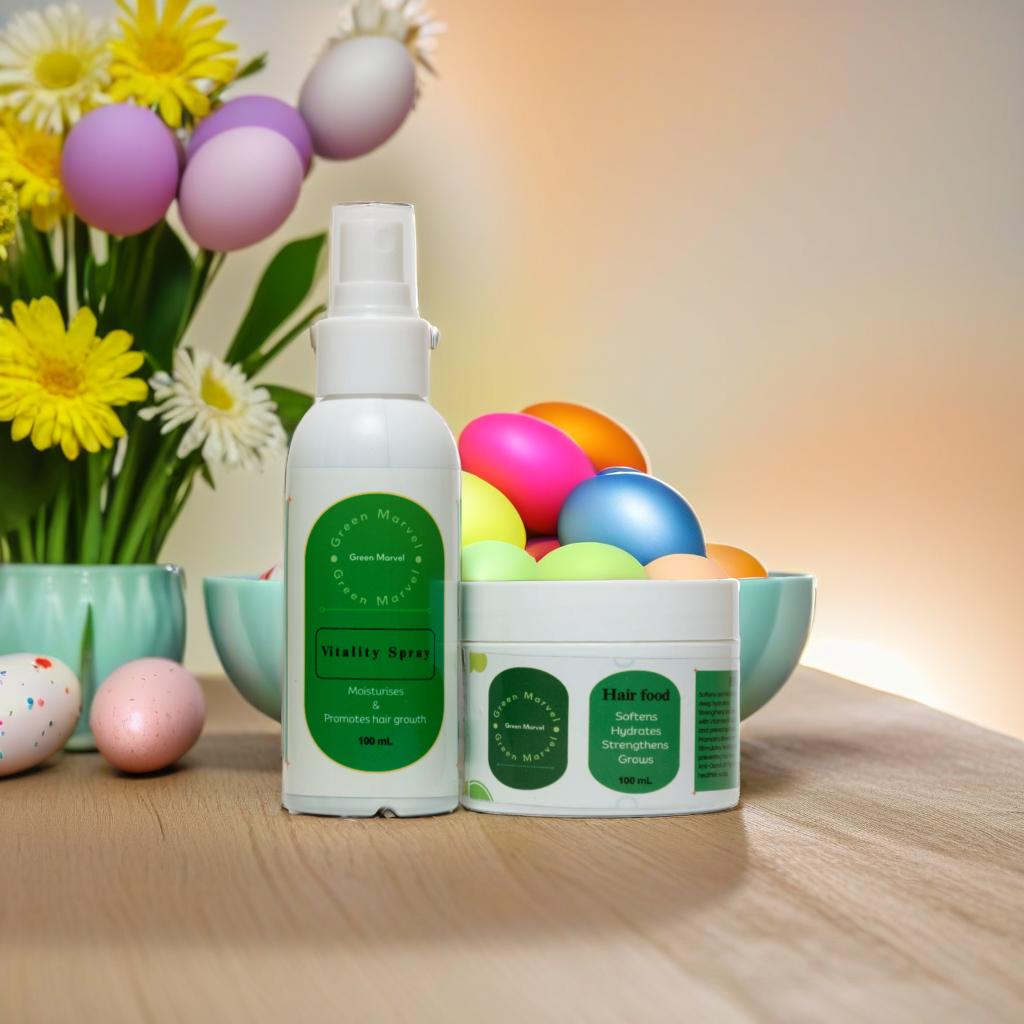 Green Marvel
Green Marvel
Green Marvel
Vitality Spray
Moisturises
&
Promotes hair growth
100 mL
Green Marvel
Green Marvel
Green Marvel
Hair food
Softens
Hydrates
Strengthens
Grows
100 mL